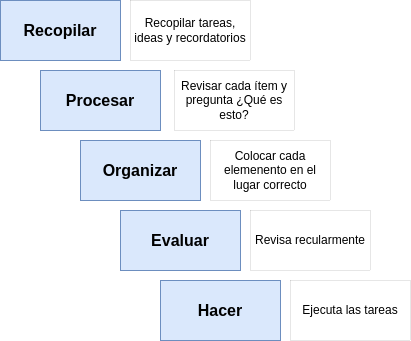 Recopilar
Recopilar tareas,
ideas y recordatorios
Procesar
Revisar cada ítem y
pregunta ¿Qué es
esto?
Organizar
Colocar cada
elemenento en el
lugar correcto
Evaluar
Revisa recularmente
Hacer
Ejecuta las tareas